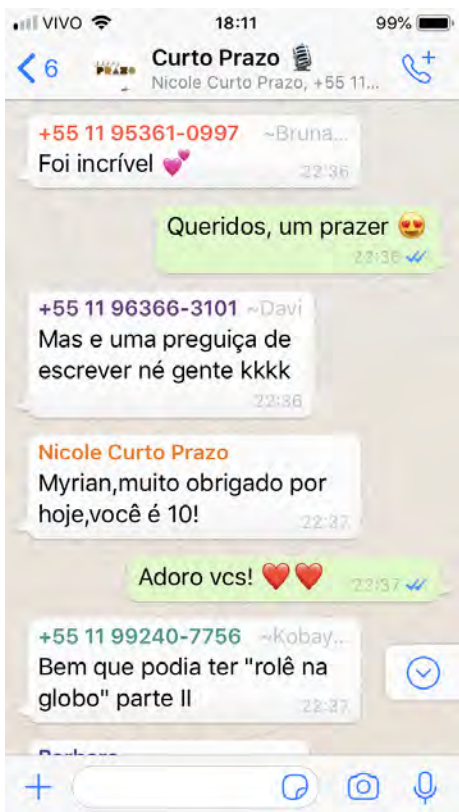 VIVO 18:11 99%
6 PRAZO Curto Prazo 🎙
Nicole Curto Prazo, +55 11...
+55 11 95361-0997 ~Bruna...
Foi incrível 💕
22:36
Queridos, um prazer 😍
22:36
+55 11 96366-3101 ~Davi
Mas e uma preguiça de
escrever né gente kkkk
22:36
Nicole Curto Prazo
Myrian,muito obrigado por
hoje,você é 10!
22:37
Adoro vcs! ❤️❤️ 22:37
+55 11 99240-7756 ~Kobay...
Bem que podia ter "rolê na
globo" parte II
22:37